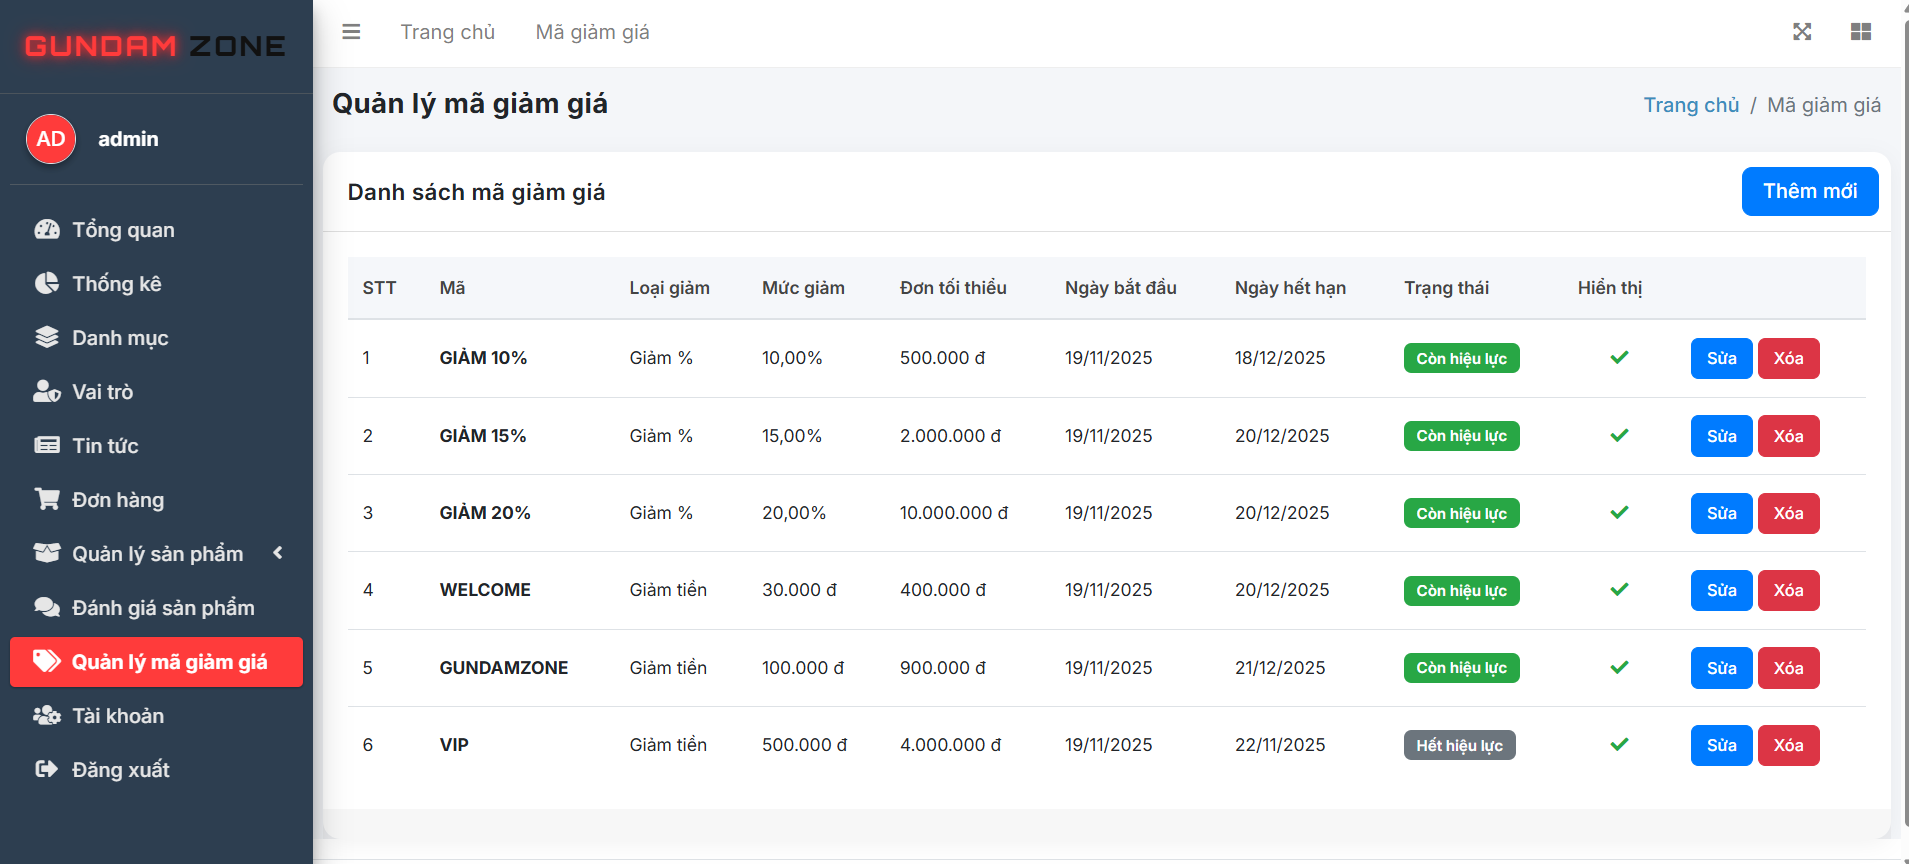 GUNDAM ZONE
Trang chủ Mã giảm giá
AD admin
Tổng quan
Thống kê
Danh mục
Vai trò
Tin tức
Đơn hàng
Quản lý sản phẩm
Đánh giá sản phẩm
Quản lý mã giảm giá
Tài khoản
Đăng xuất
Quản lý mã giảm giá
Trang chủ / Mã giảm giá
Danh sách mã giảm giá
Thêm mới
STT Mã Loại giảm Mức giảm Đơn tối thiểu Ngày bắt đầu Ngày hết hạn Trạng thái Hiển thị
1 GIẢM 10% Giảm % 10,00% 500.000 đ 19/11/2025 18/12/2025 Còn hiệu lực Sửa Xóa
2 GIẢM 15% Giảm % 15,00% 2.000.000 đ 19/11/2025 20/12/2025 Còn hiệu lực Sửa Xóa
3 GIẢM 20% Giảm % 20,00% 10.000.000 đ 19/11/2025 20/12/2025 Còn hiệu lực Sửa Xóa
4 WELCOME Giảm tiền 30.000 đ 400.000 đ 19/11/2025 20/12/2025 Còn hiệu lực Sửa Xóa
5 GUNDAMZONE Giảm tiền 100.000 đ 900.000 đ 19/11/2025 21/12/2025 Còn hiệu lực Sửa Xóa
6 VIP Giảm tiền 500.000 đ 4.000.000 đ 19/11/2025 22/11/2025 Hết hiệu lực Sửa Xóa